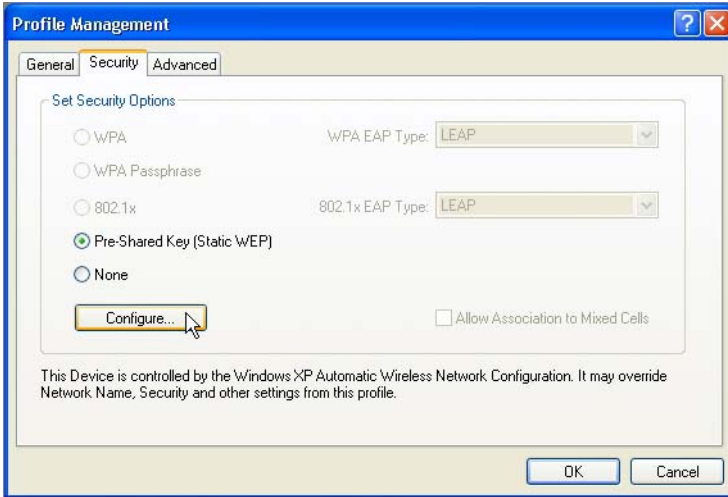 Profile Management
General Security Advanced
Set Security Options
WPA WPA EAP Type: LEAP
WPA Passphrase
802.1x 802.1x EAP Type: LEAP
Pre-Shared Key (Static WEP)
None
Configure... Allow Association to Mixed Cells
This Device is controlled by the Windows XP Automatic Wireless Network Configuration. It may override
Network Name, Security and other settings from this profile.
OK Cancel